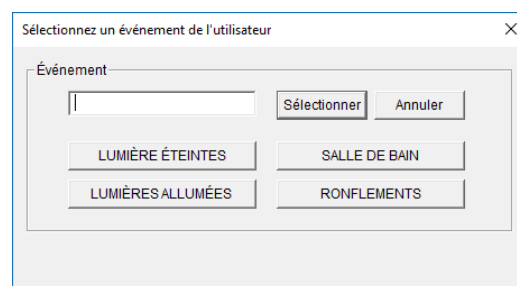 Sélectionnez un événement de l'utilisateur
Événement
Sélectionner Annuler
LUMIÈRE ÉTEINTES SALLE DE BAIN
LUMIÈRES ALLUMÉES RONFLEMENTS